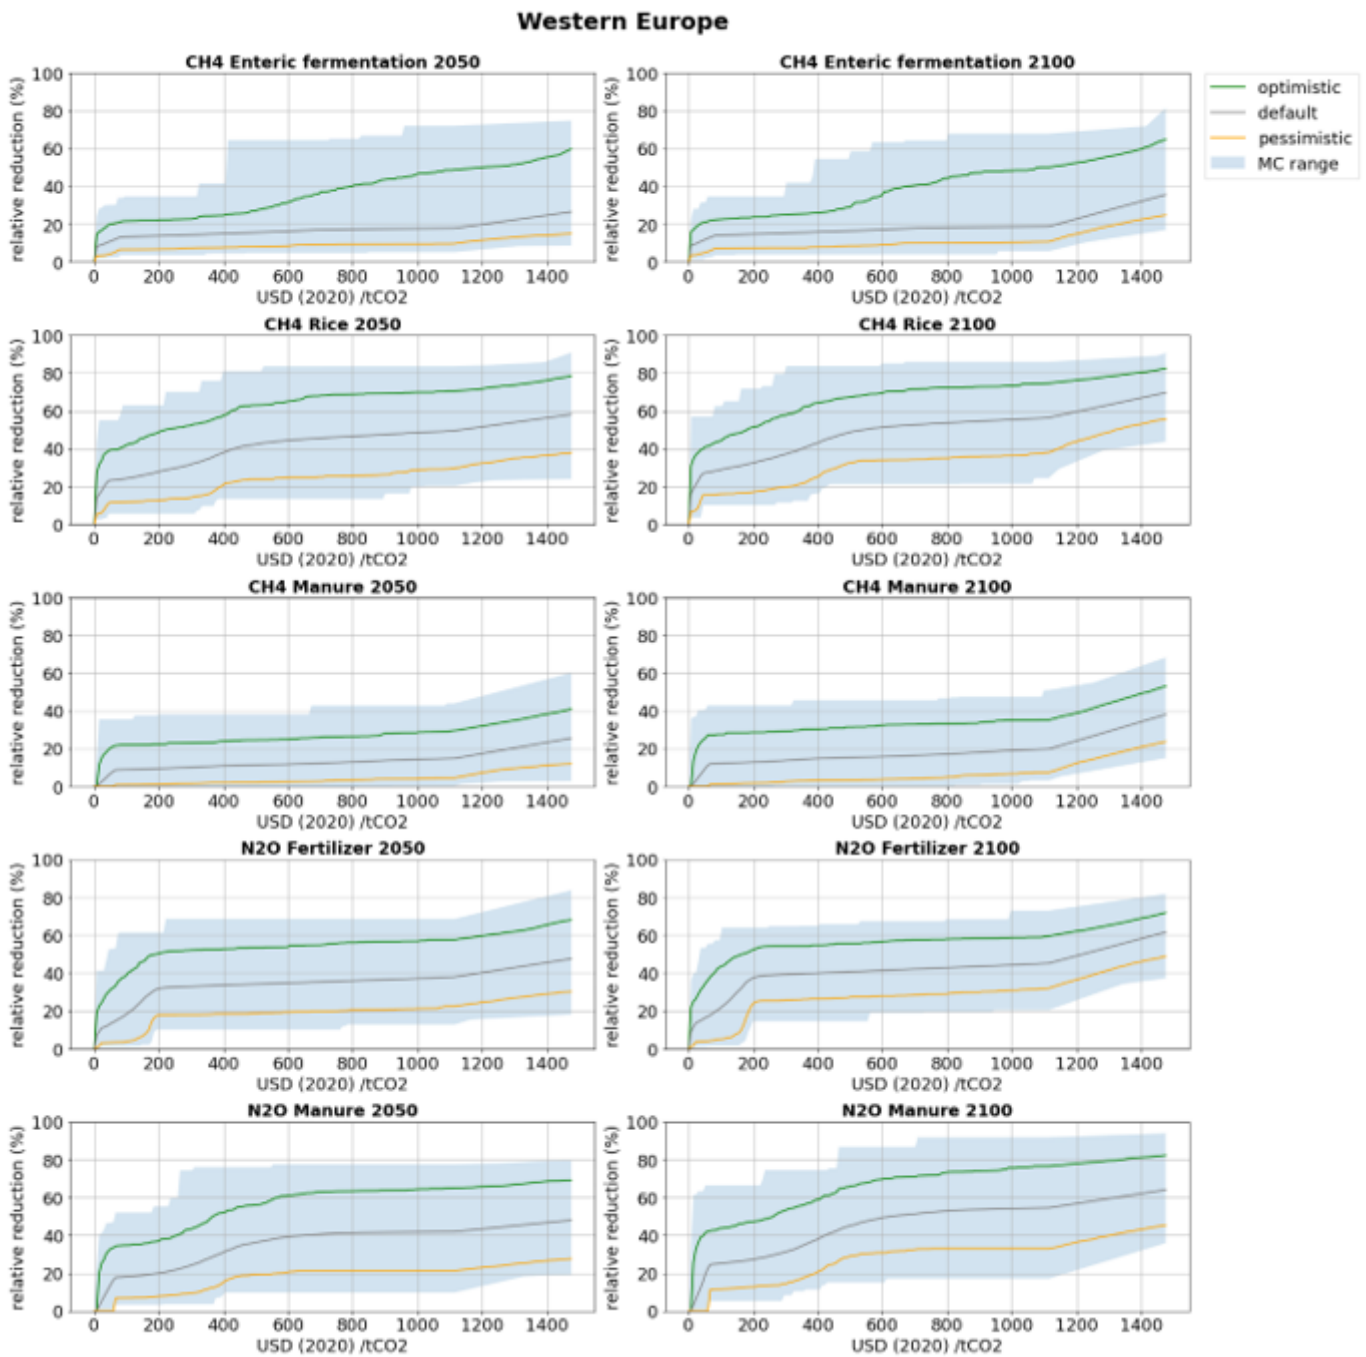 Western Europe
CH4 Enteric fermentation 2050
relative reduction (%)
100
80
60
40
20
0
0 200 400 600 800 1000 1200 1400
USD (2020) /tCO2
CH4 Enteric fermentation 2100
relative reduction (%)
100
80
60
40
20
0
0 200 400 600 800 1000 1200 1400
USD (2020) /tCO2
optimistic
default
pessimistic
MC range
CH4 Rice 2050
relative reduction (%)
100
80
60
40
20
0
0 200 400 600 800 1000 1200 1400
USD (2020) /tCO2
CH4 Rice 2100
relative reduction (%)
100
80
60
40
20
0
0 200 400 600 800 1000 1200 1400
USD (2020) /tCO2
CH4 Manure 2050
relative reduction (%)
100
80
60
40
20
0
0 200 400 600 800 1000 1200 1400
USD (2020) /tCO2
CH4 Manure 2100
relative reduction (%)
100
80
60
40
20
0
0 200 400 600 800 1000 1200 1400
USD (2020) /tCO2
N2O Fertilizer 2050
relative reduction (%)
100
80
60
40
20
0
0 200 400 600 800 1000 1200 1400
USD (2020) /tCO2
N2O Fertilizer 2100
relative reduction (%)
100
80
60
40
20
0
0 200 400 600 800 1000 1200 1400
USD (2020) /tCO2
N2O Manure 2050
relative reduction (%)
100
80
60
40
20
0
0 200 400 600 800 1000 1200 1400
USD (2020) /tCO2
N2O Manure 2100
relative reduction (%)
100
80
60
40
20
0
0 200 400 600 800 1000 1200 1400
USD (2020) /tCO2